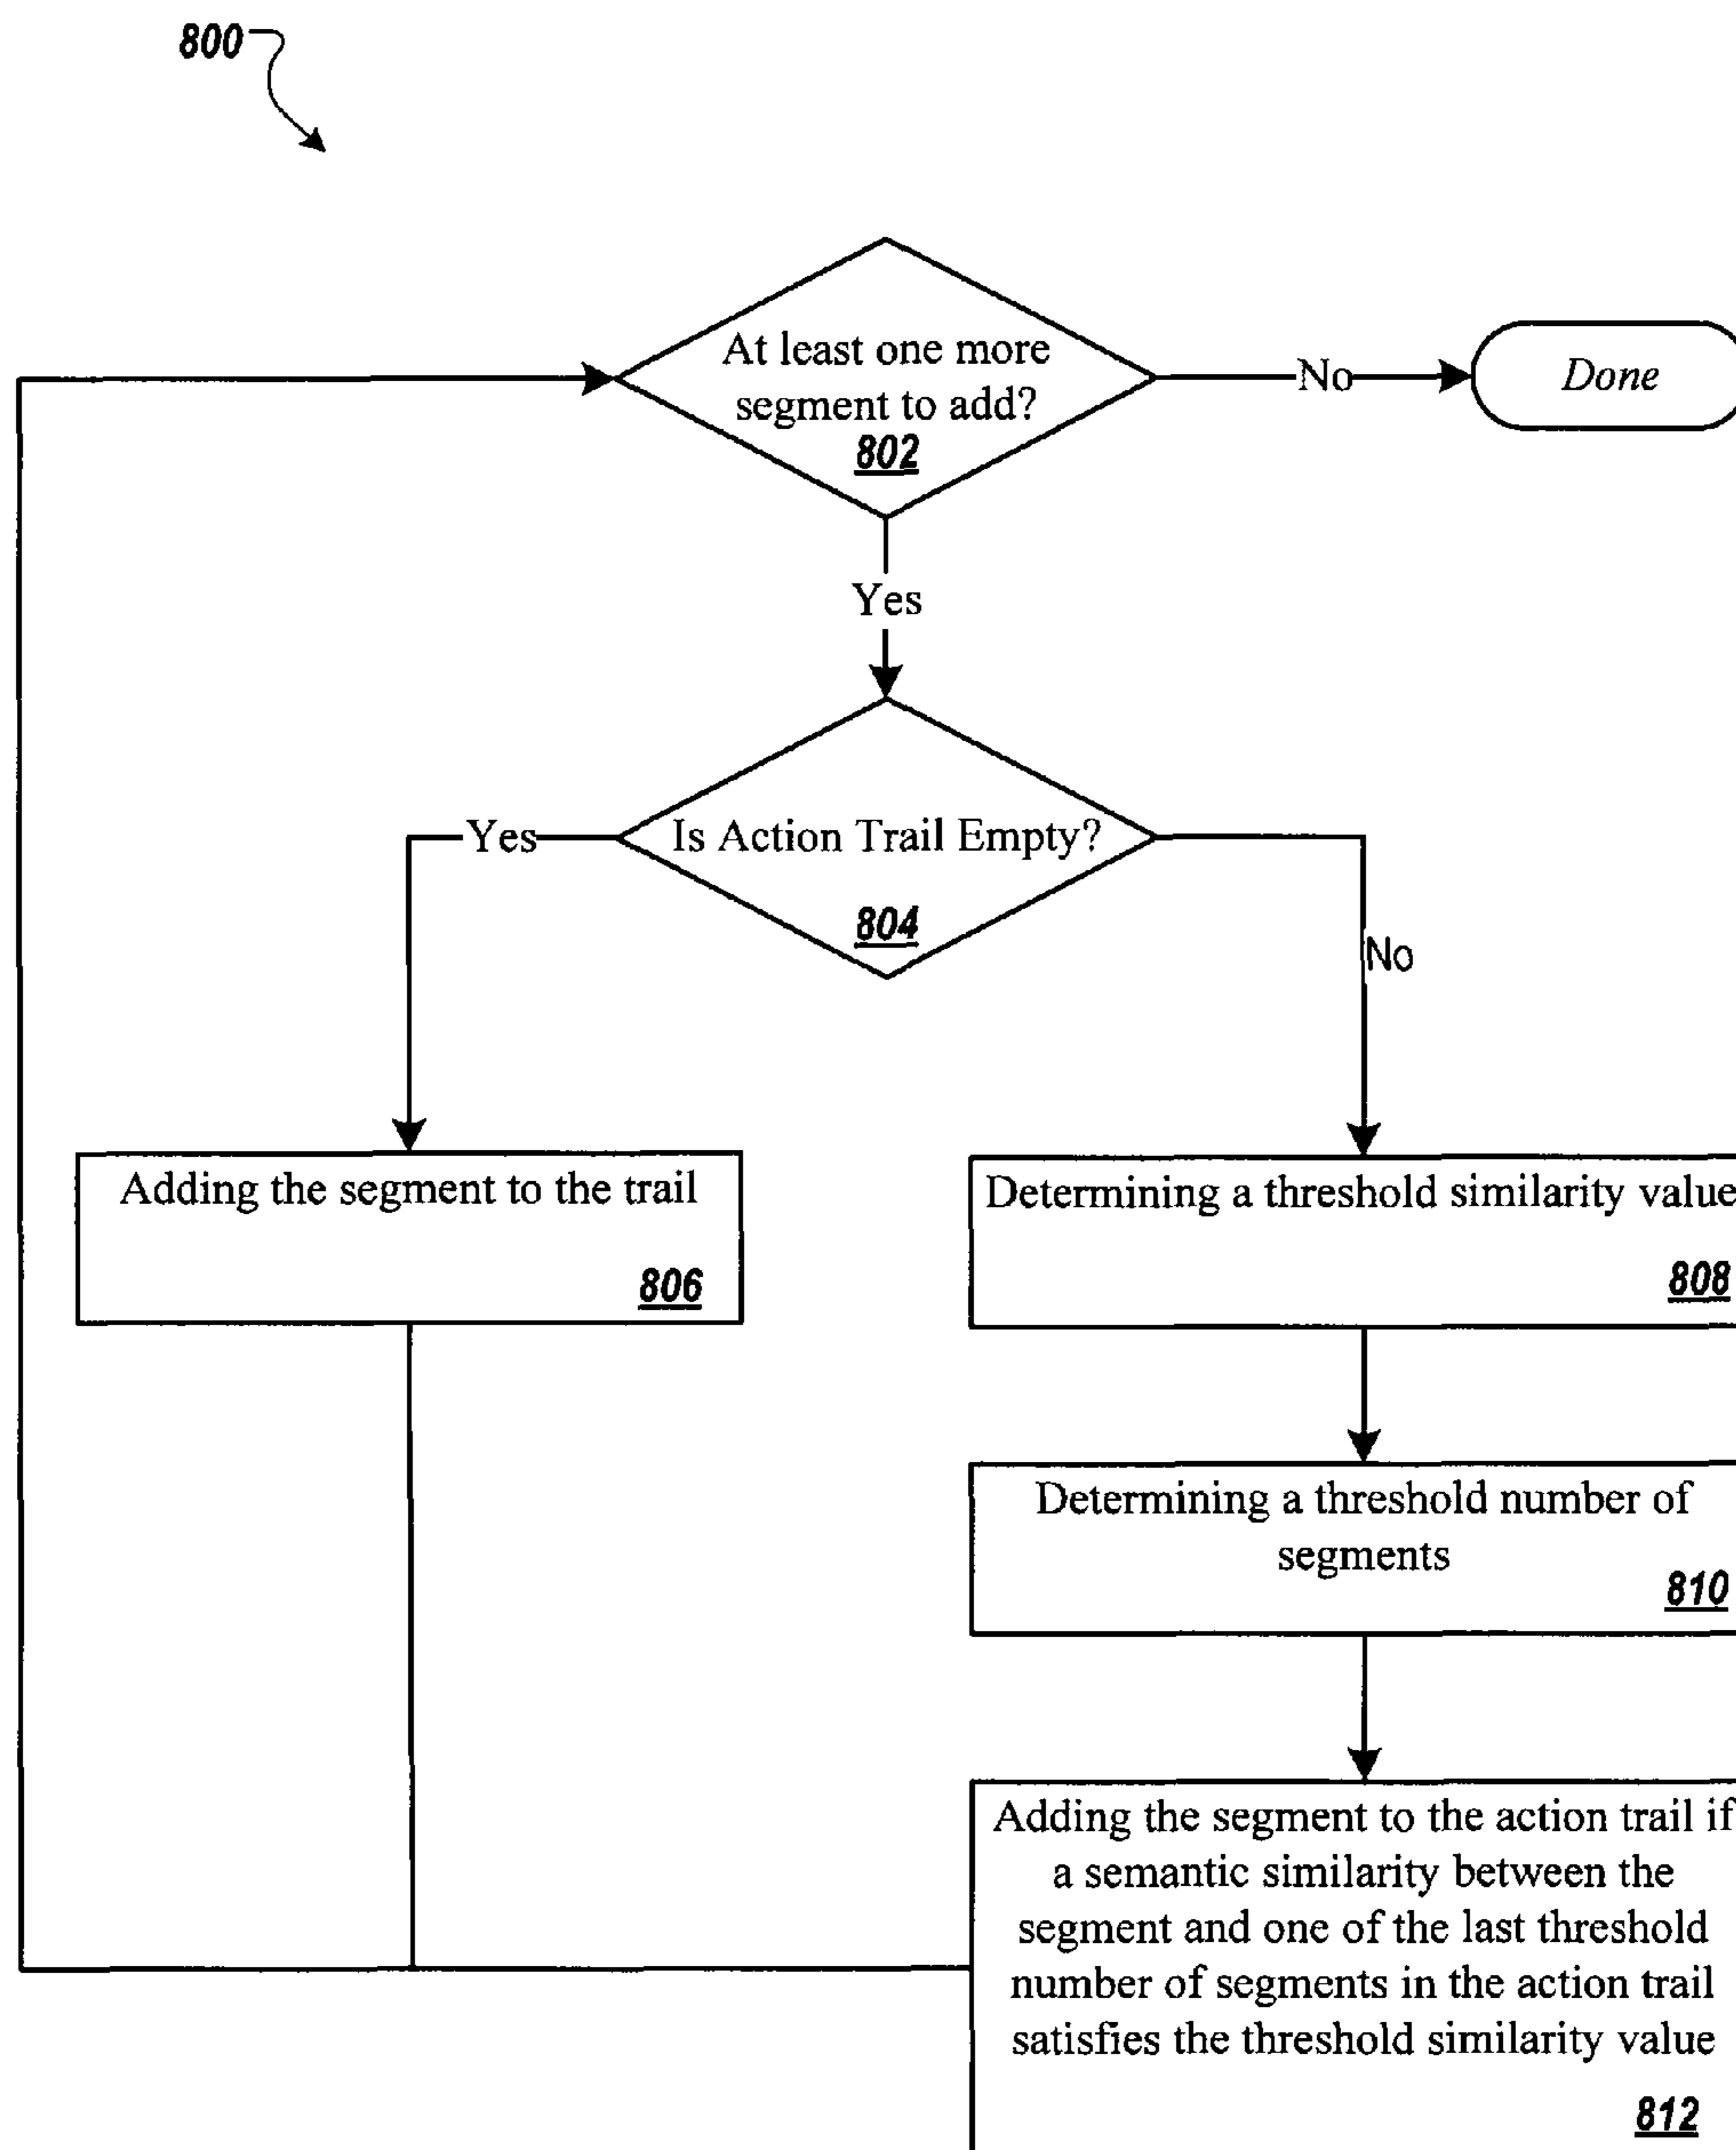 800
At least one more
segment to add?
802
No
Done
Yes
Is Action Trail Empty?
804
Yes
No
Adding the segment to the trail
806
Determining a threshold similarity value
808
Determining a threshold number of
segments
810
Adding the segment to the action trail if
a semantic similarity between the
segment and one of the last threshold
number of segments in the action trail
satisfies the threshold similarity value
812